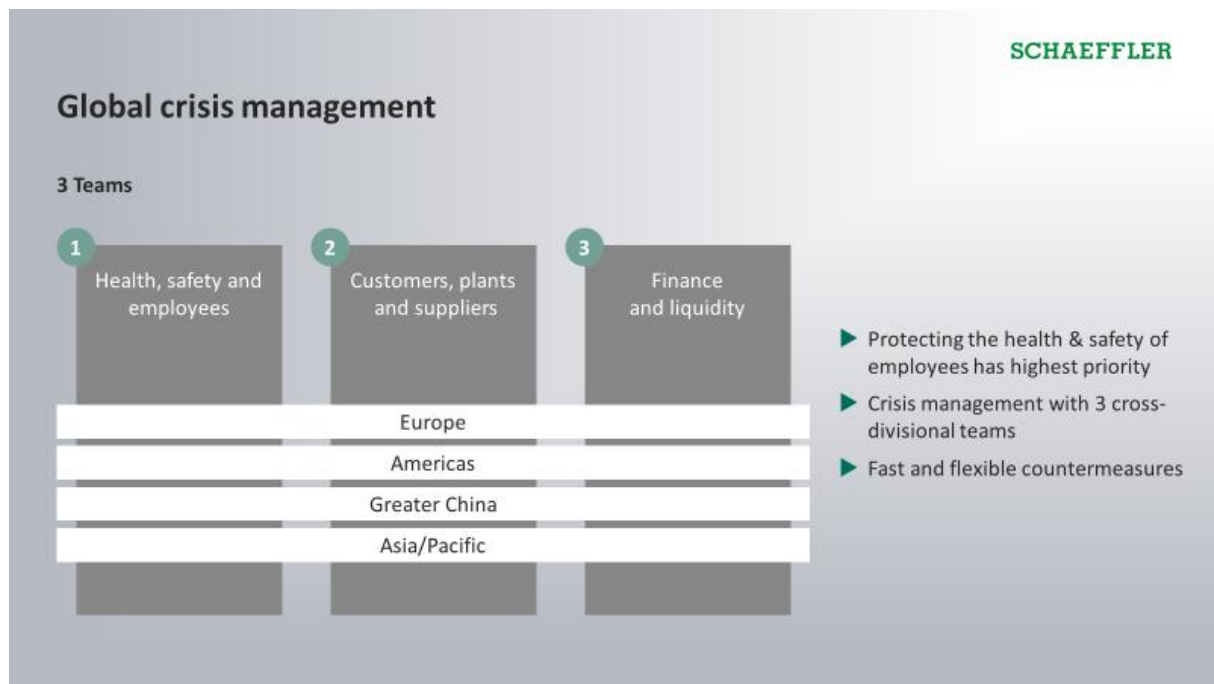 SCHAEFFLER
Global crisis management
3 Teams
1
Health, safety and
employees
2
Customers, plants
and suppliers
3
Finance
and liquidity
Europe
Americas
Greater China
Asia/Pacific
Protecting the health & safety of
employees has highest priority
Crisis management with 3 cross-
divisional teams
Fast and flexible countermeasures